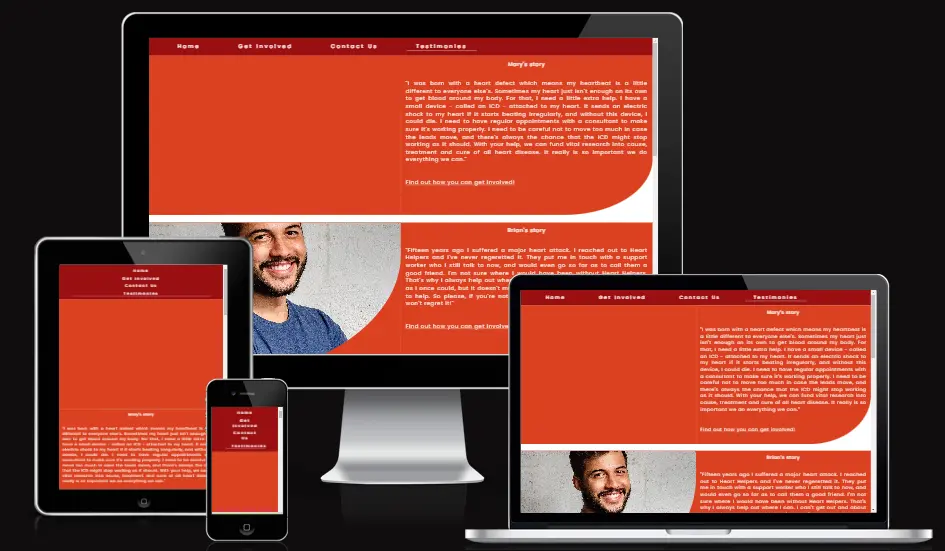 Home Get Involved Contact Us Testimonies
Mary's story
"I was born with a heart defect which means my heartbeat is a little
different to everyone else's. Sometimes my heart just isn't enough on its own
to get blood around my body. For that, I need a little extra help. I have a
small device - called an ICD - attached to my heart. It sends an electric
shock to my heart if it starts beating irregularly, and without this device, I
could die. I need to have regular appointments with a consultant to make
sure it's working properly. I need to be careful not to move too much in case
the leads move, and there's always the chance that the ICD might stop
working as it should. With your help, we can fund vital research into cause,
treatment and cure of all heart disease. It really is so important we do
everything we can."
Find out how you can get involved!
Brian's story
"Fifteen years ago I suffered a major heart attack. I reached out to Heart
Helpers and I've never regretted it. They put me in touch with a support
worker who I still talk to now, and would even go so far as to call them a
good friend. I'm not sure where I would have been without Heart Helpers.
That's why I always help out whe
as I once could, but it doesn't m
to help. So please, if you're not
won't regret it!"
Find out how you can get involve
Home
Get Involved
Contact Us
Testimonies
Mary's story
Home
Get
Involved
Contact
Us
Testimonies
Home Get Involved Contact Us Testimonies
Mary's story
"I was born with a heart defect which means my heartbeat is
a little different to everyone else's. Sometimes my heart just
isn't enough on its own to get blood around my body. For
that, I need a little extra help. I have a small device - called
an ICD - attached to my heart. It sends an electric shock to
my heart if it starts beating irregularly, and without this
device, I could die. I need to have regular appointments with
a consultant to make sure it's working properly. I need to be
careful not to move too much in case the leads move, and
there's always the chance that the ICD might stop working
as it should. With your help, we can fund vital research into
cause, treatment and cure of all heart disease. It really is so
important we do everything we can."
Find out how you can get involved!
Brian's story
"Fifteen years ago I suffered a major heart attack. I reached
out to Heart Helpers and I've never regretted it. They put
me in touch with a support worker who I still talk to now, and
would even go so far as to call them a good friend. I'm not
sure where I would have been without Heart Helpers. That's
why I always help out where I can. I can't get out and about